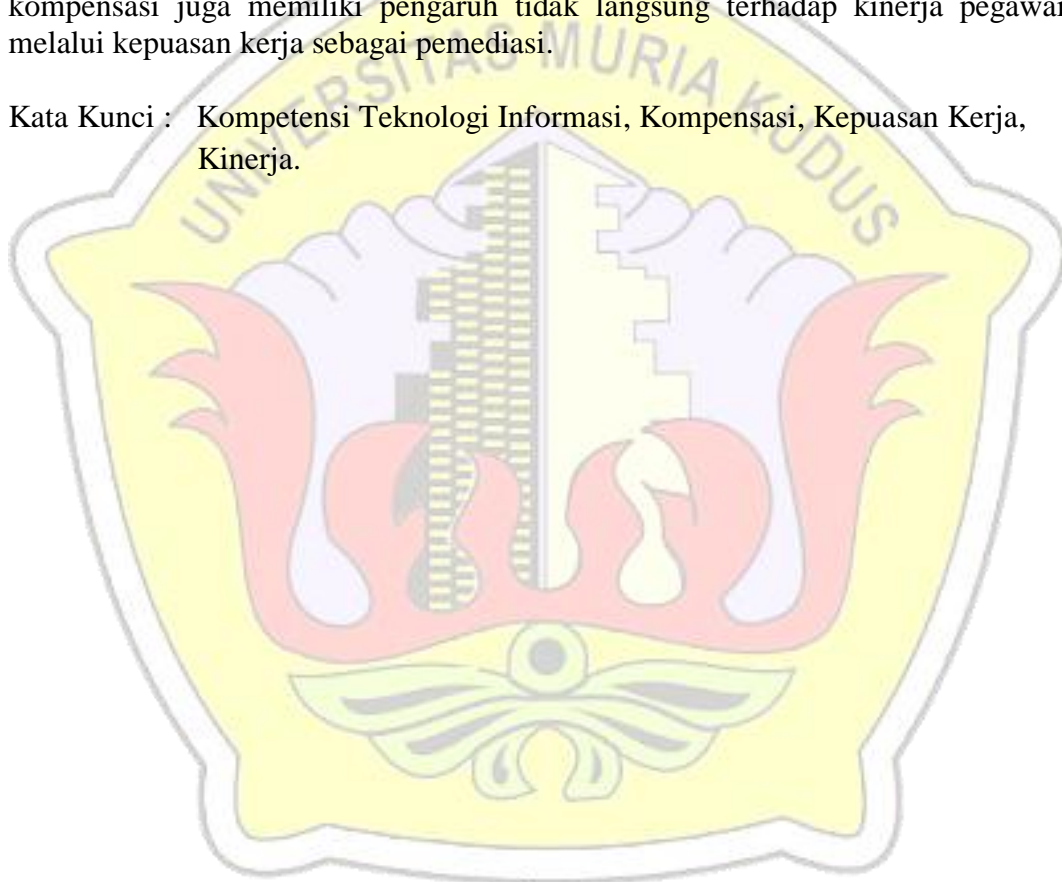 kompensasi juga memiliki pengaruh tidak langsung terhadap kinerja pegawai
melalui kepuasan kerja sebagai pemediasi.
Kata Kunci : Kompetensi Teknologi Informasi, Kompensasi, Kepuasan Kerja,
Kinerja.
UNIVERSITAS MURIA KUDUS